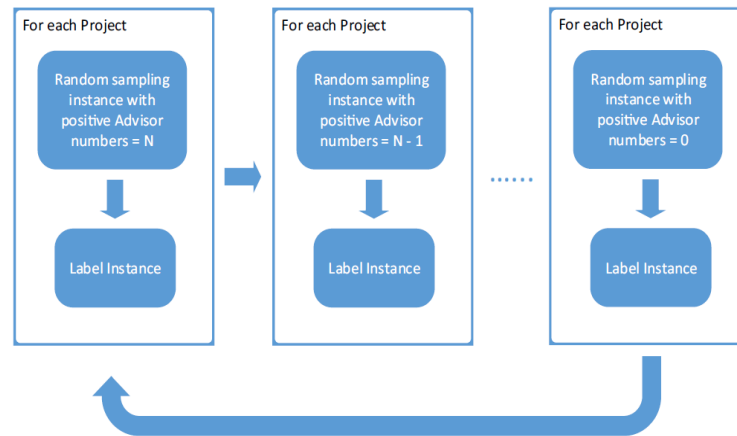 For each Project
Random sampling
instance with
positive Advisor
numbers = N
Label Instance
For each Project
Random sampling
instance with
positive Advisor
numbers = N - 1
Label Instance
......
For each Project
Random sampling
instance with
positive Advisor
numbers = 0
Label Instance